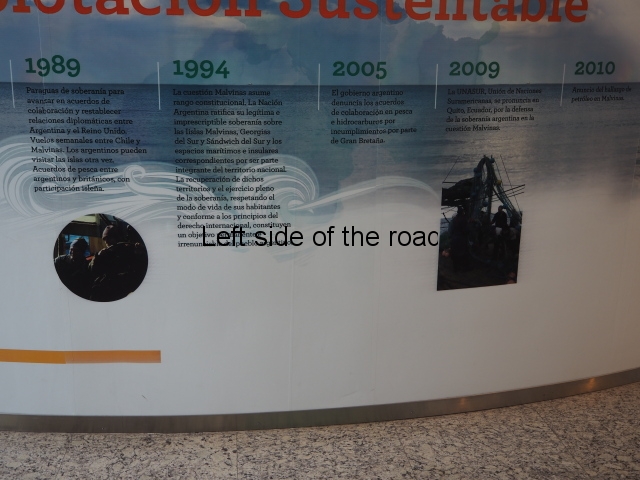 plotación Sustentable
1989
Paraguas de soberanía para
avanzar en acuerdos de
colaboración y restablecer
relaciones diplomáticas entre
Argentina y el Reino Unido.
Vuelos semanales entre Chile y
Malvinas. Los argentinos pueden
visitar las islas otra vez.
Acuerdos de pesca entre
argentinos y británicos, con
participación isleña.
1994
La cuestión Malvinas asume
rango constitucional. La Nación
Argentina ratifica su legítima e
imprescriptible soberanía sobre
las Islas Malvinas, Georgias
del Sur y Sándwich del Sur y los
espacios marítimos e insulares
correspondientes por ser parte
integrante del territorio nacional.
La recuperación de dichos
territorios y el ejercicio pleno
de la soberanía, respetando el
modo de vida de sus habitantes
y conforme a los principios del
derecho internacional, constituyen
un objetivo
2005
El gobierno argentino
denuncia los acuerdos
de colaboración en pesca
e hidrocarburos por
incumplimientos por parte
de Gran Bretaña.
2009
La UNASUR, Unión de Naciones
Suramericanas, se pronuncia en
Quito, Ecuador, por la defensa
de la soberanía argentina en la
cuestión Malvinas.
2010
Anuncio del hallazgo de
petróleo en Malvinas.
Left side of the road